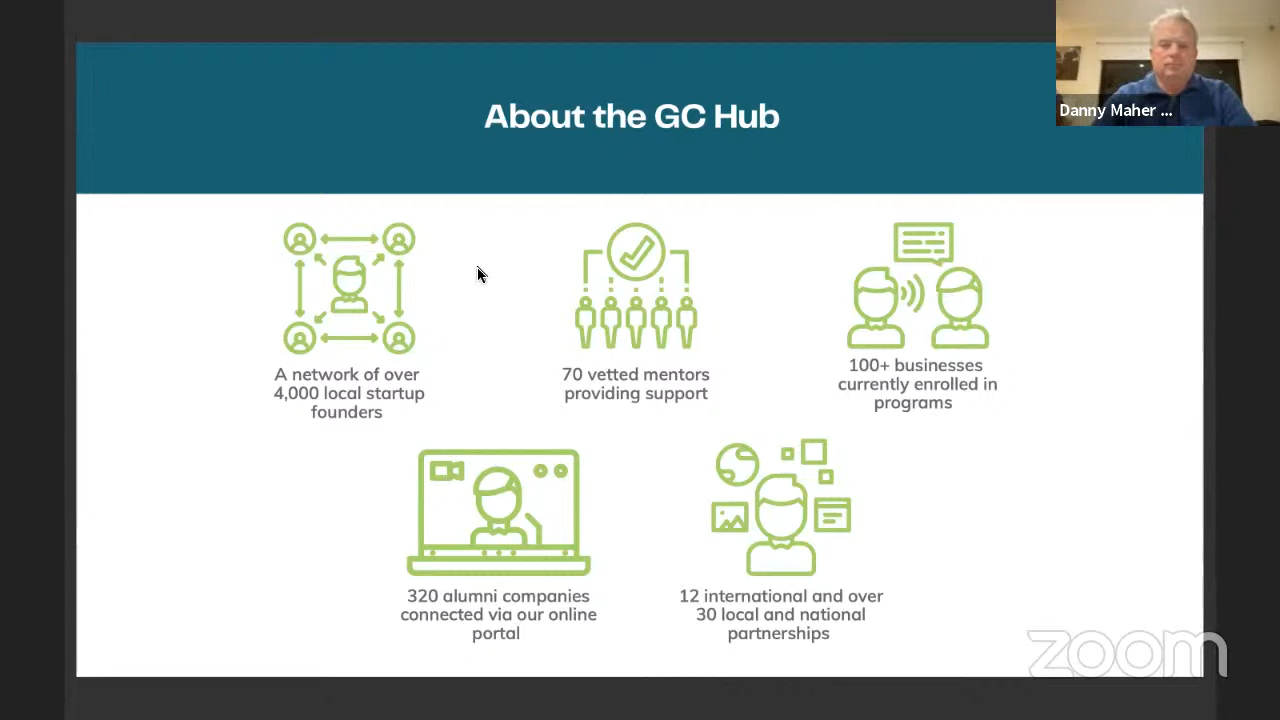 About the GC Hub
Danny Maher ...
A network of over
4,000 local startup
founders
70 vetted mentors
providing support
100+ businesses
currently enrolled in
programs
320 alumni companies
connected via our online
portal
12 international and over
30 local and national
partnerships
zoom